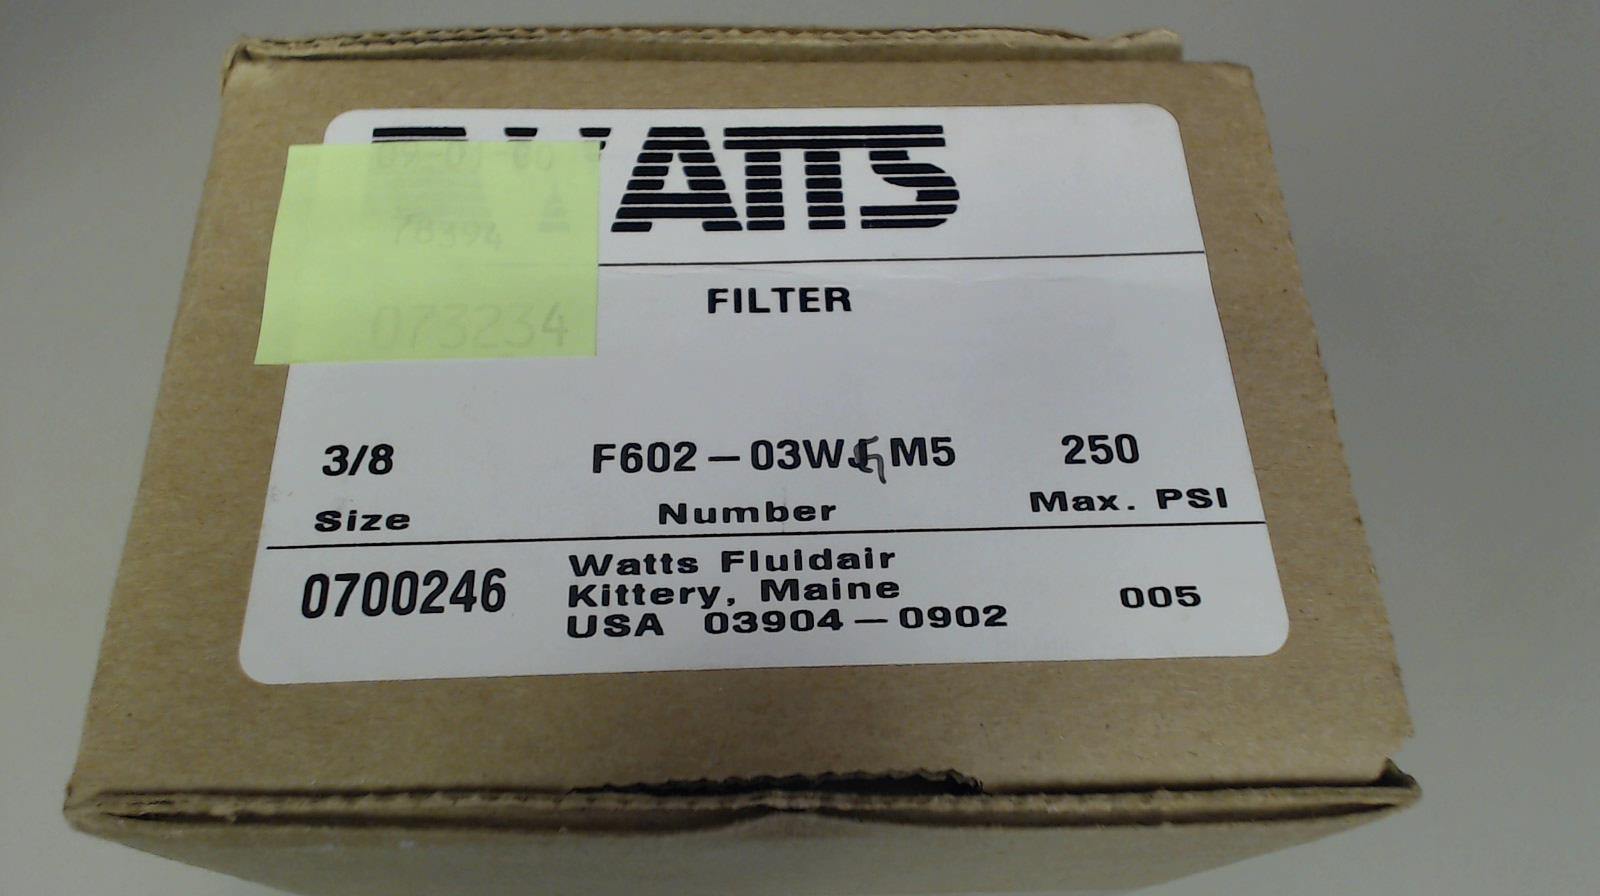 WATTS
78394
073234
FILTER
3/8 F602-03W M5 250
Size Number Max. PSI
0700246
Watts Fluidair
Kittery, Maine
USA 03904-0902
005